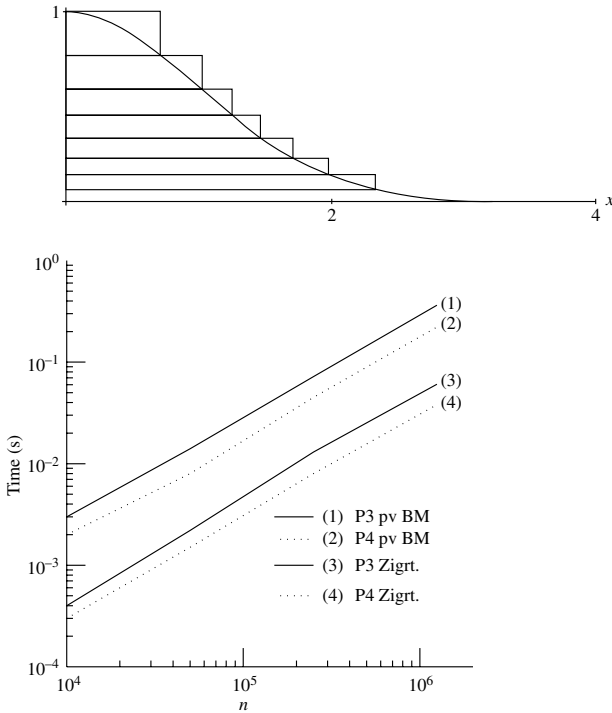 1
2
4
x
10^0
10^-1
10^-2
10^-3
10^-4
Time (s)
(1)
(2)
(3)
(4)
(1) P3 pv BM
(2) P4 pv BM
(3) P3 Zigrt.
(4) P4 Zigrt.
10^4
10^5
10^6
n